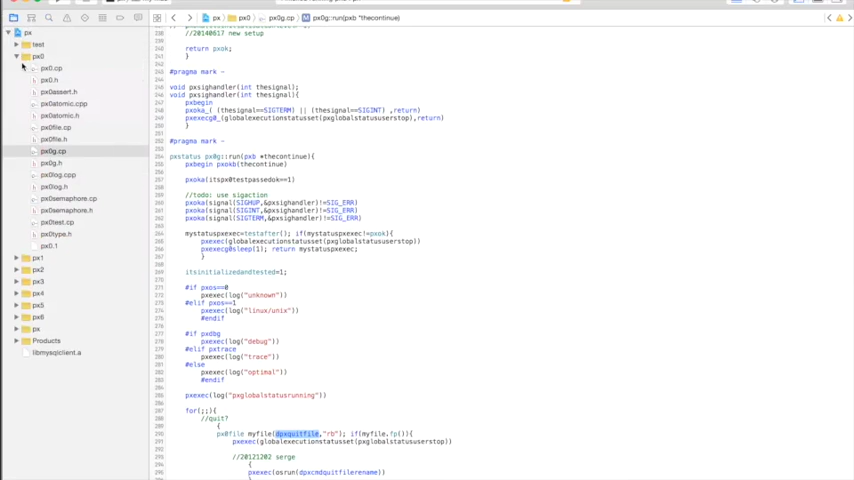 px px0 px0g.cp px0g::run(pxb *thecontinue)
px
test
px0
px0.cp
px0.h
px0assert.h
px0atomic.cpp
px0atomic.h
px0file.cp
px0file.h
px0g.cp
px0g.h
px0log.cpp
px0log.h
px0semaphore.cp
px0semaphore.h
px0test.cp
px0type.h
px0.1
px1
px2
px3
px4
px5
px6
px
Products
libmysqlclient.a
//20140617 new setup
return pxok;
}
#pragma mark -
void pxsighandler(int thesignal);
void pxsighandler(int thesignal){
pxbegin
pxoka_( (thesignal==SIGTERM) || (thesignal==SIGINT) ,return)
pxexecg0_(globalexecutionstatusset(pxglobalstatususerstop),return)
}
#pragma mark -
pxstatus px0g::run(pxb *thecontinue){
pxbegin pxokb(thecontinue)
pxoka(itspx0testpassedok==1)
//todo: use sigaction
pxoka(signal(SIGHUP,&pxsighandler)!=SIG_ERR)
pxoka(signal(SIGINT,&pxsighandler)!=SIG_ERR)
pxoka(signal(SIGTERM,&pxsighandler)!=SIG_ERR)
mystatuspxexec=testafter(); if(mystatuspxexec!=pxok){
pxexec(globalexecutionstatusset(pxglobalstatususerstop))
pxexecg0sleep(1); return mystatuspxexec;
}
itsinitializedandtested=1;
#if pxos==0
pxexec(log("unknown"))
#elif pxos==1
pxexec(log("linux/unix"))
#endif
#if pxdbg
pxexec(log("debug"))
#elif pxtrace
pxexec(log("trace"))
#else
pxexec(log("optimal"))
#endif
pxexec(log("pxglobalstatusrunning"))
for(;;){
//quit?
{
px0file myfile(dpxquitfile,"rb"); if(myfile.fp()){
pxexec(globalexecutionstatusset(pxglobalstatususerstop))
//20121202 serge
{
pxexec(osrun(dpxcmdquitfilerename))